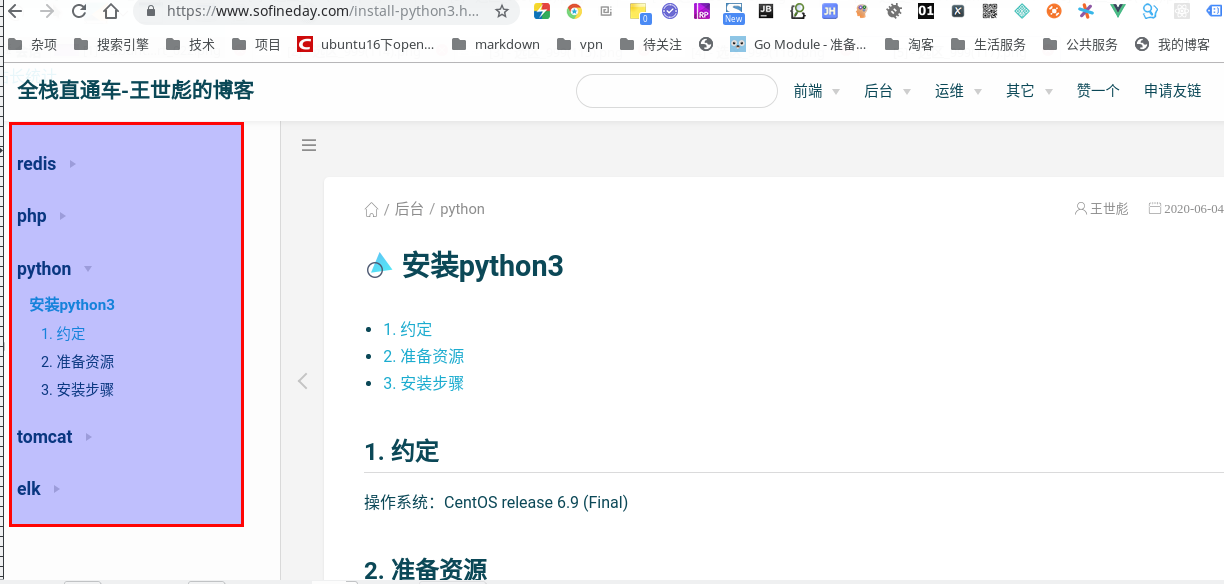 https://www.sofineday.com/install-python3.h...
0
RP
New
JB
JH
01
X
杂项 搜索引擎 技术 项目 C ubuntu16下open... markdown vpn 待关注 Go Module - 准备... 淘客 生活服务 公共服务 我的博客
全栈直通车-王世彪的博客
前端 后台 运维 其它 赞一个 申请友链
redis
php
python
安装python3
1. 约定
2. 准备资源
3. 安装步骤
tomcat
elk
/ 后台 / python
王世彪 2020-06-04
安装python3
1. 约定
2. 准备资源
3. 安装步骤
1. 约定
操作系统：CentOS release 6.9 (Final)
2. 准备资源